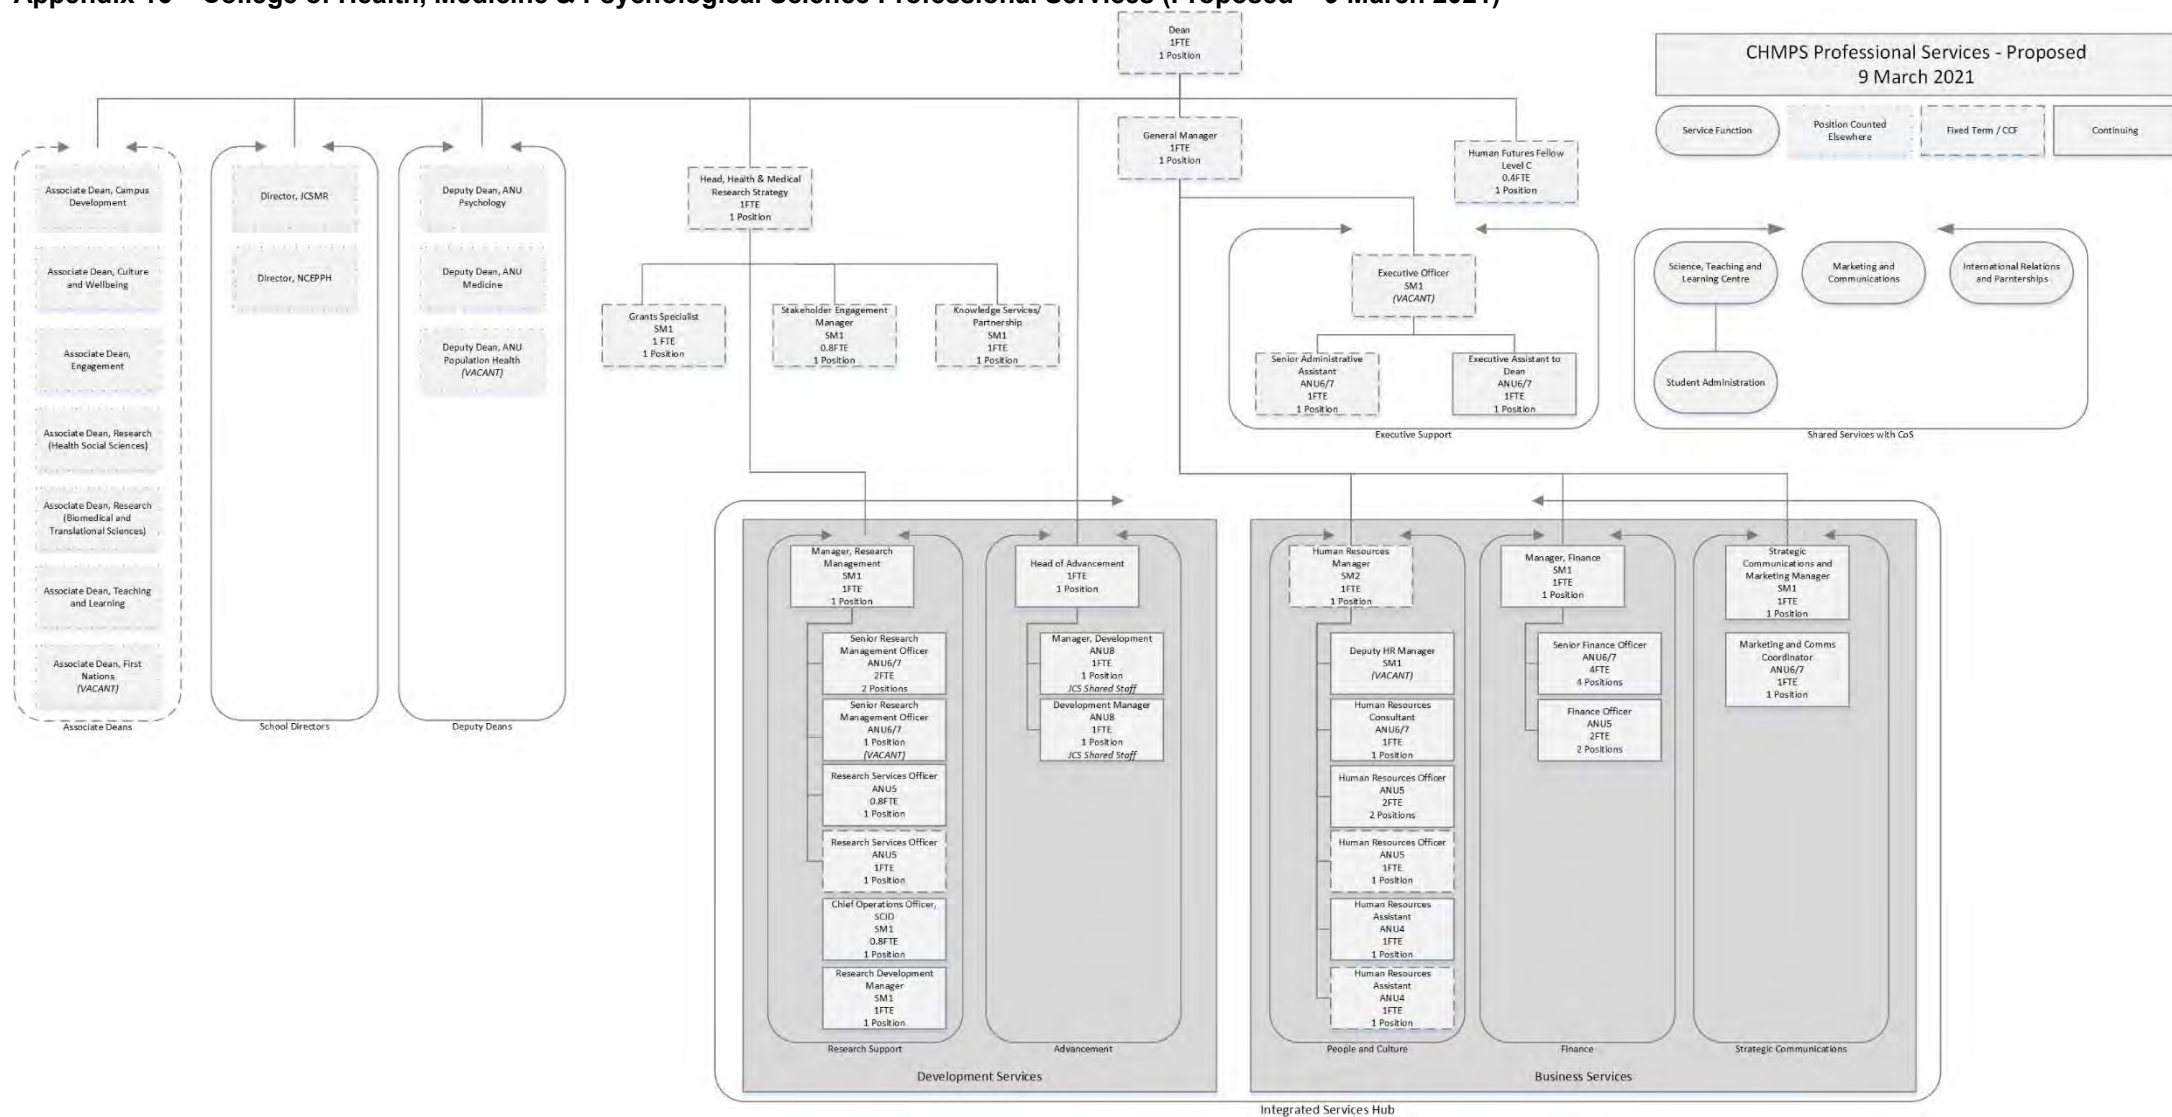 Appendix 10 – College of Health, Medicine & Psychological Science Professional Services (Proposed – 9 March 2021)
Dean
1FTE
1 Position
CHMPS Professional Services - Proposed
9 March 2021
Service Function
Position Counted
Elsewhere
Fixed Term / CCF
Continuing
General Manager
1FTE
1 Position
Human Futures Fellow
Level C
0.4FTE
1 Position
Head, Health & Medical
Research Strategy
1FTE
1 Position
Associate Dean, Campus
Development
Associate Dean, Culture
and Wellbeing
Associate Dean,
Engagement
Associate Dean, Research
(Health Social Sciences)
Associate Dean, Research
(Biomedical and
Translational Sciences)
Associate Dean, Teaching
and Learning
Associate Dean, First
Nations
(VACANT)
Associate Deans
Director, JCSMR
Director, NCEPPH
School Directors
Deputy Dean, ANU
Psychology
Deputy Dean, ANU
Medicine
Deputy Dean, ANU
Population Health
(VACANT)
Deputy Deans
Grants Specialist
SM1
1 FTE
1 Position
Stakeholder Engagement
Manager
SM1
0.8FTE
1 Position
Knowledge Services/
Partnership
SM1
1FTE
1 Position
Executive Officer
SM1
(VACANT)
Senior Administrative
Assistant
ANU6/7
1FTE
1 Position
Executive Assistant to
Dean
ANU6/7
1FTE
1 Position
Executive Support
Science, Teaching and
Learning Centre
Marketing and
Communications
International Relations
and Parnterships
Student Administration
Shared Services with CoS
Manager, Research
Management
SM1
1FTE
1 Position
Senior Research
Management Officer
ANU6/7
2FTE
2 Positions
Senior Research
Management Officer
ANU6/7
1 Position
(VACANT)
Research Services Officer
ANU5
0.8FTE
1 Position
Research Services Officer
ANU5
1FTE
1 Position
Chief Operations Officer,
SCID
SM1
0.8FTE
1 Position
Research Development
Manager
SM1
1FTE
1 Position
Research Support
Head of Advancement
1FTE
1 Position
Manager, Development
ANU8
1FTE
1 Position
JCS Shared Staff
Development Manager
ANU8
1FTE
1 Position
JCS Shared Staff
Advancement
Development Services
Human Resources
Manager
SM2
1FTE
1 Position
Deputy HR Manager
SM1
(VACANT)
Human Resources
Consultant
ANU6/7
1FTE
1 Position
Human Resources Officer
ANU5
2FTE
2 Positions
Human Resources Officer
ANU5
1FTE
1 Position
Human Resources
Assistant
ANU4
1FTE
1 Position
Human Resources
Assistant
ANU4
1FTE
1 Position
People and Culture
Manager, Finance
SM1
1FTE
1 Position
Senior Finance Officer
ANU6/7
4FTE
4 Positions
Finance Officer
ANU5
2FTE
2 Positions
Finance
Strategic
Communications and
Marketing Manager
SM1
1FTE
1 Position
Marketing and Comms
Coordinator
ANU6/7
1FTE
1 Position
Strategic Communications
Business Services
Integrated Services Hub